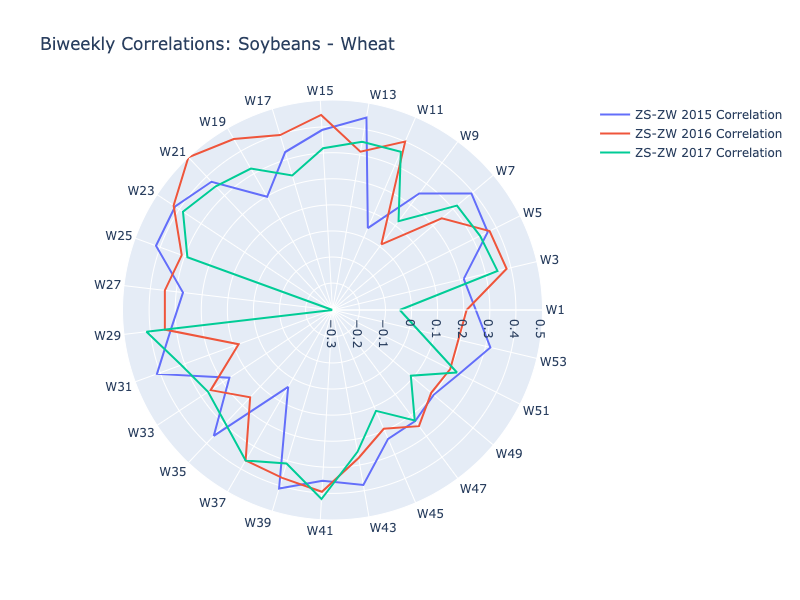 Biweekly Correlations: Soybeans - Wheat
ZS-ZW 2015 Correlation
ZS-ZW 2016 Correlation
ZS-ZW 2017 Correlation
W1
W3
W5
W7
W9
W11
W13
W15
W17
W19
W21
W23
W25
W27
W29
W31
W33
W35
W37
W39
W41
W43
W45
W47
W49
W51
W53
−0.3
−0.2
−0.1
0
0.1
0.2
0.3
0.4
0.5